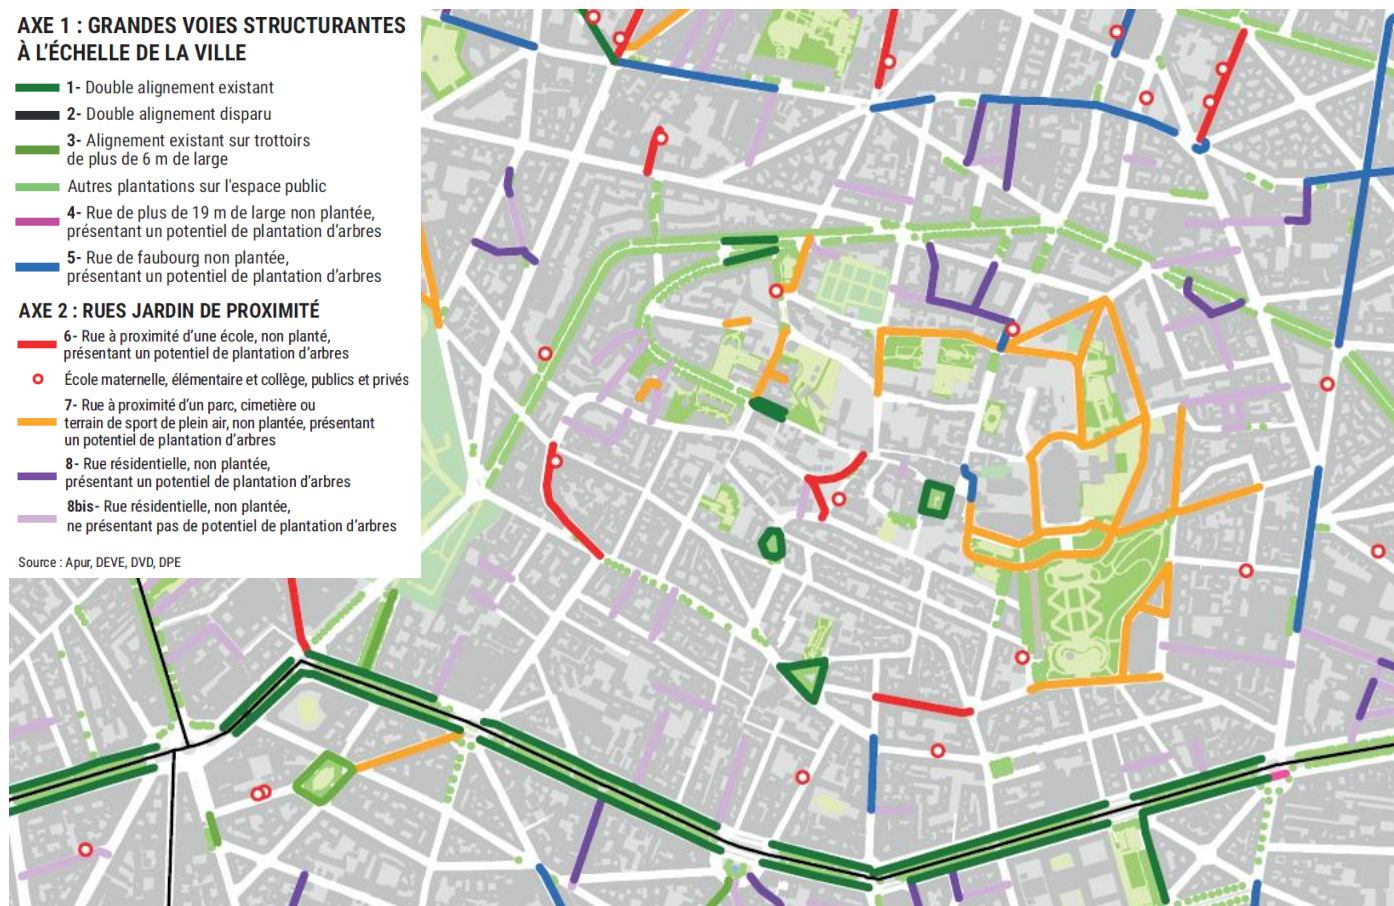 AXE 1 : GRANDES VOIES STRUCTURANTES
À L'ÉCHELLE DE LA VILLE
1- Double alignement existant
2- Double alignement disparu
3- Alignement existant sur trottoirs
de plus de 6 m de large
Autres plantations sur l'espace public
4- Rue de plus de 19 m de large non plantée,
présentant un potentiel de plantation d'arbres
5- Rue de faubourg non plantée,
présentant un potentiel de plantation d'arbres
AXE 2 : RUES JARDIN DE PROXIMITÉ
6- Rue à proximité d'une école, non planté,
présentant un potentiel de plantation d'arbres
École maternelle, élémentaire et collège, publics et privés
7- Rue à proximité d'un parc, cimetière ou
terrain de sport de plein air, non plantée, présentant
un potentiel de plantation d'arbres
8- Rue résidentielle, non plantée,
présentant un potentiel de plantation d'arbres
8bis- Rue résidentielle, non plantée,
ne présentant pas de potentiel de plantation d'arbres
Source : Apur, DEVE, DVD, DPE